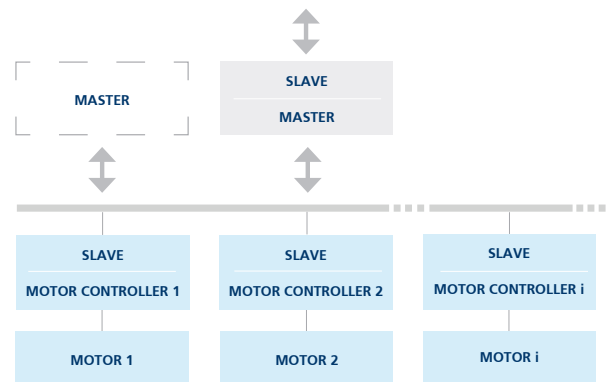 SLAVE
MASTER
MASTER
SLAVE
MOTOR CONTROLLER 1
SLAVE
MOTOR CONTROLLER 2
SLAVE
MOTOR CONTROLLER i
MOTOR 1
MOTOR 2
MOTOR i